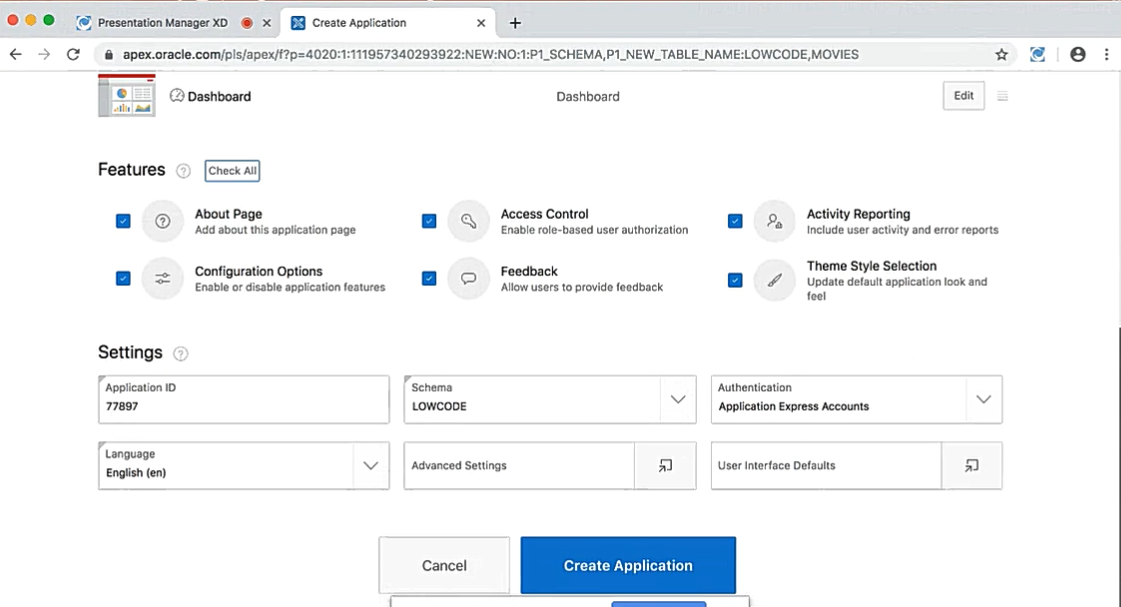 Presentation Manager XD
Create Application
apex.oracle.com/pls/apex/f?p=4020:1:111957340293922:NEW:NO:1:P1_SCHEMA,P1_NEW_TABLE_NAME:LOWCODE,MOVIES
Dashboard Dashboard Edit
Features ? Check All
About Page
Add about this application page
Access Control
Enable role-based user authorization
Activity Reporting
Include user activity and error reports
Configuration Options
Enable or disable application features
Feedback
Allow users to provide feedback
Theme Style Selection
Update default application look and
feel
Settings ?
Application ID
77897
Schema
LOWCODE
Authentication
Application Express Accounts
Language
English (en)
Advanced Settings
User Interface Defaults
Cancel
Create Application